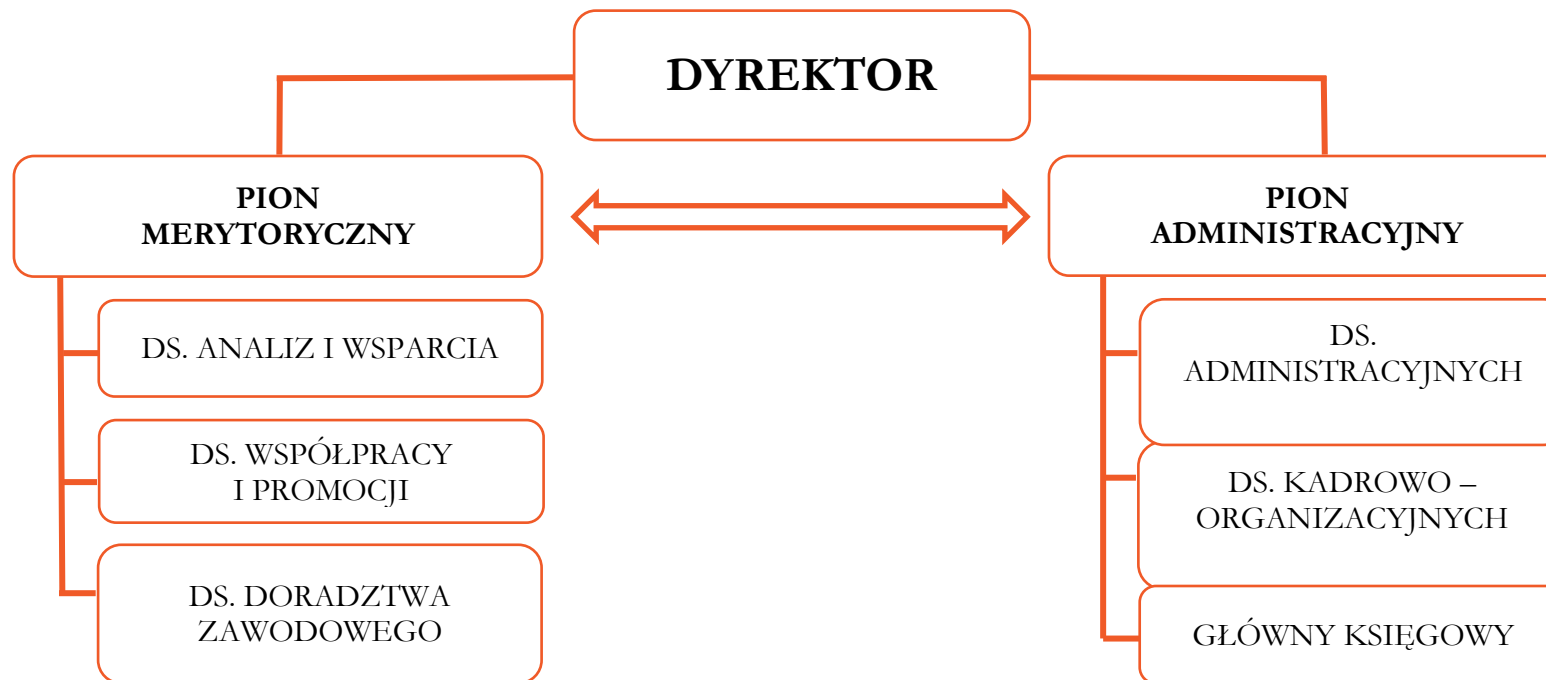 DYREKTOR
PION
MERYTORYCZNY
DS. ANALIZ I WSPARCIA
DS. WSPÓŁPRACY
I PROMOCJI
DS. DORADZTWA
ZAWODOWEGO
PION
ADMINISTRACYJNY
DS.
ADMINISTRACYJNYCH
DS. KADROWO –
ORGANIZACYJNYCH
GŁÓWNY KSIĘGOWY